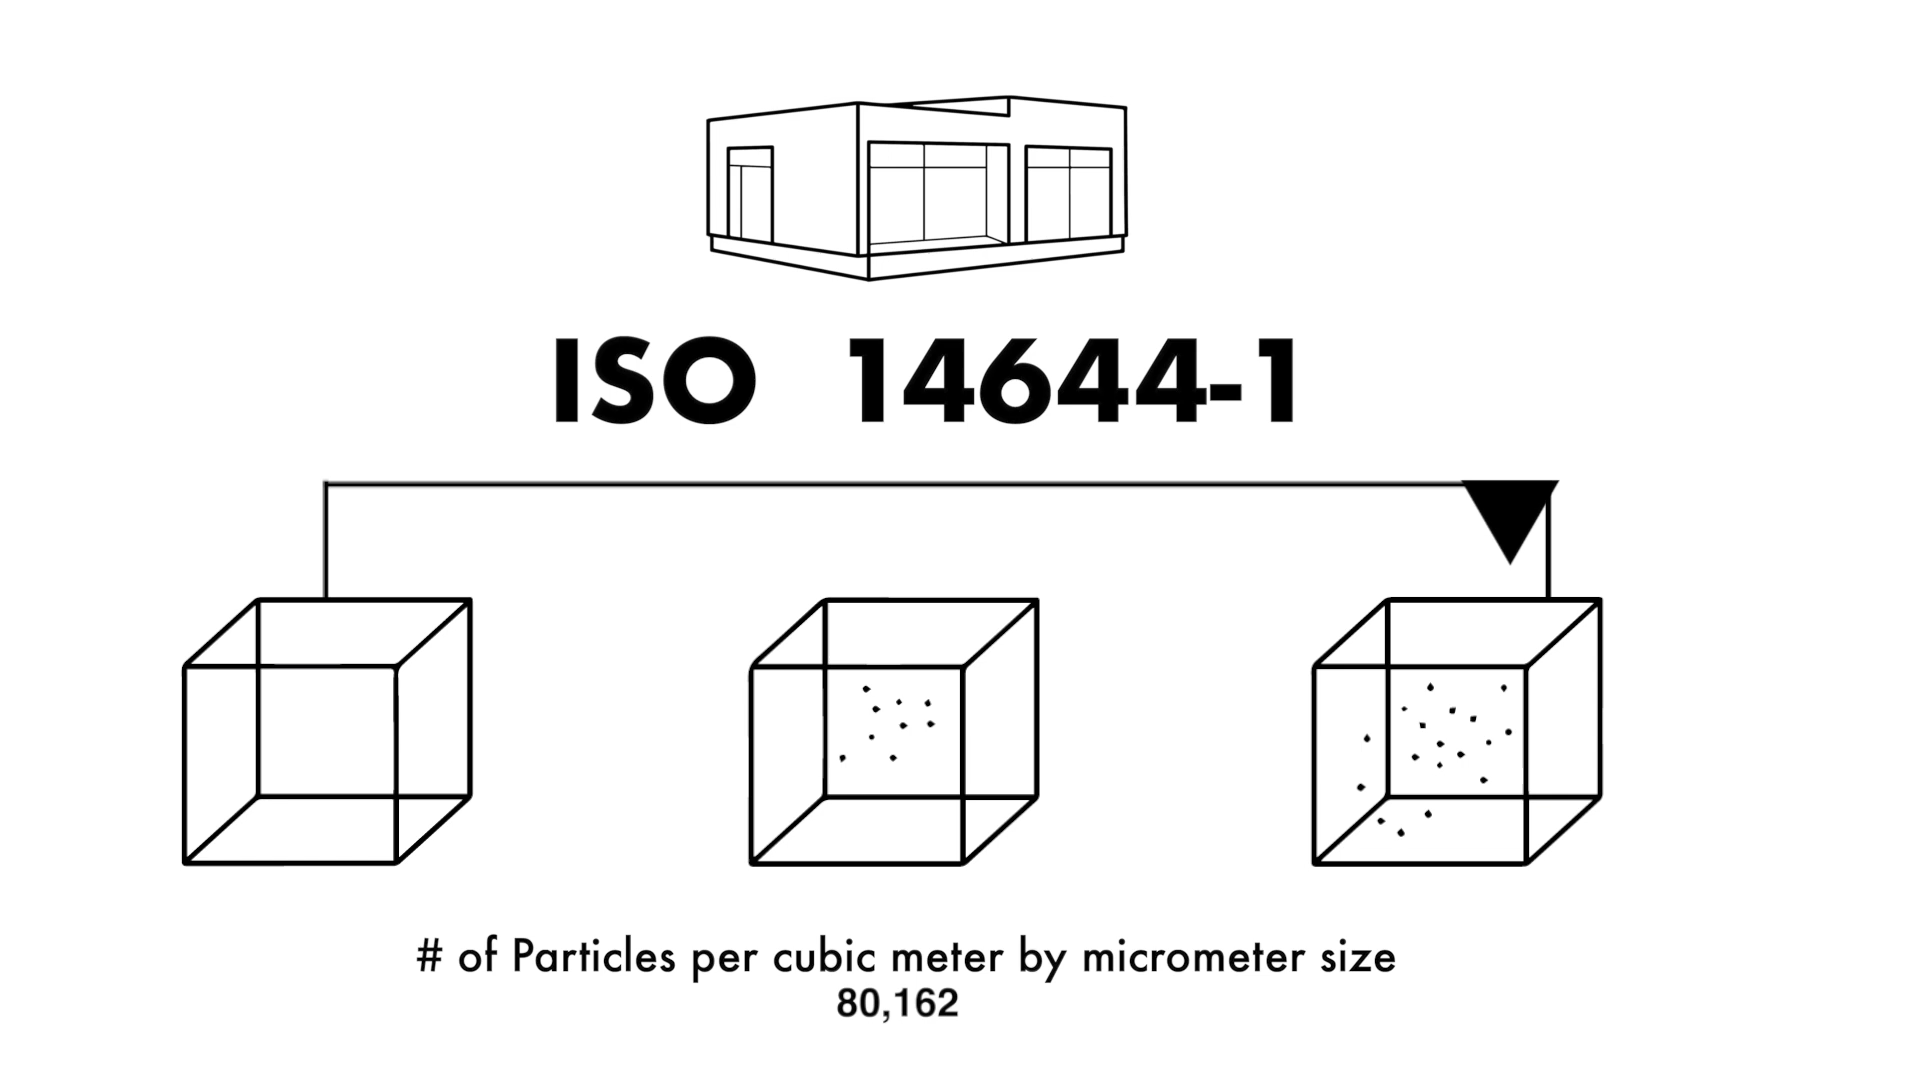 ISO 14644-1
# of Particles per cubic meter by micrometer size
80,162